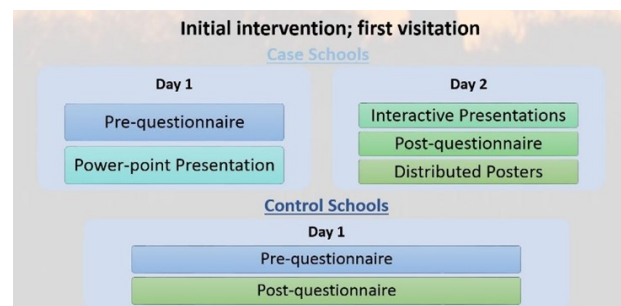 Initial intervention; first visitation
Case Schools
Day 1
Pre-questionnaire
Power-point Presentation
Day 2
Interactive Presentations
Post-questionnaire
Distributed Posters
Control Schools
Day 1
Pre-questionnaire
Post-questionnaire